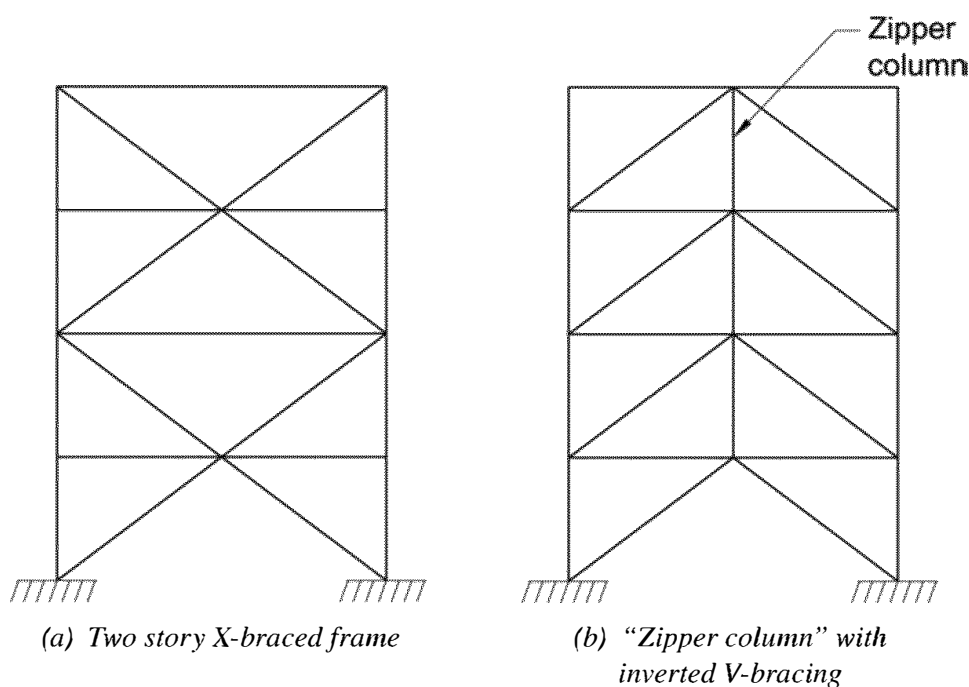 Zipper
column
(a) Two story X-braced frame
(b) “Zipper column” with
inverted V-bracing